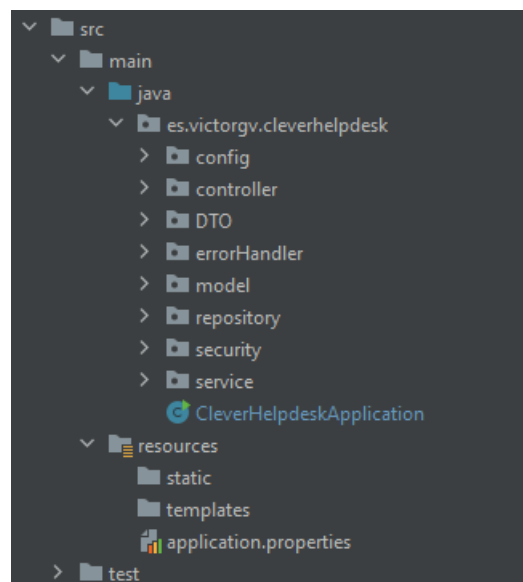 src
main
java
es.victorgv.cleverhelpdesk
config
controller
DTO
errorHandler
model
repository
security
service
CleverHelpdeskApplication
resources
static
templates
application.properties
test